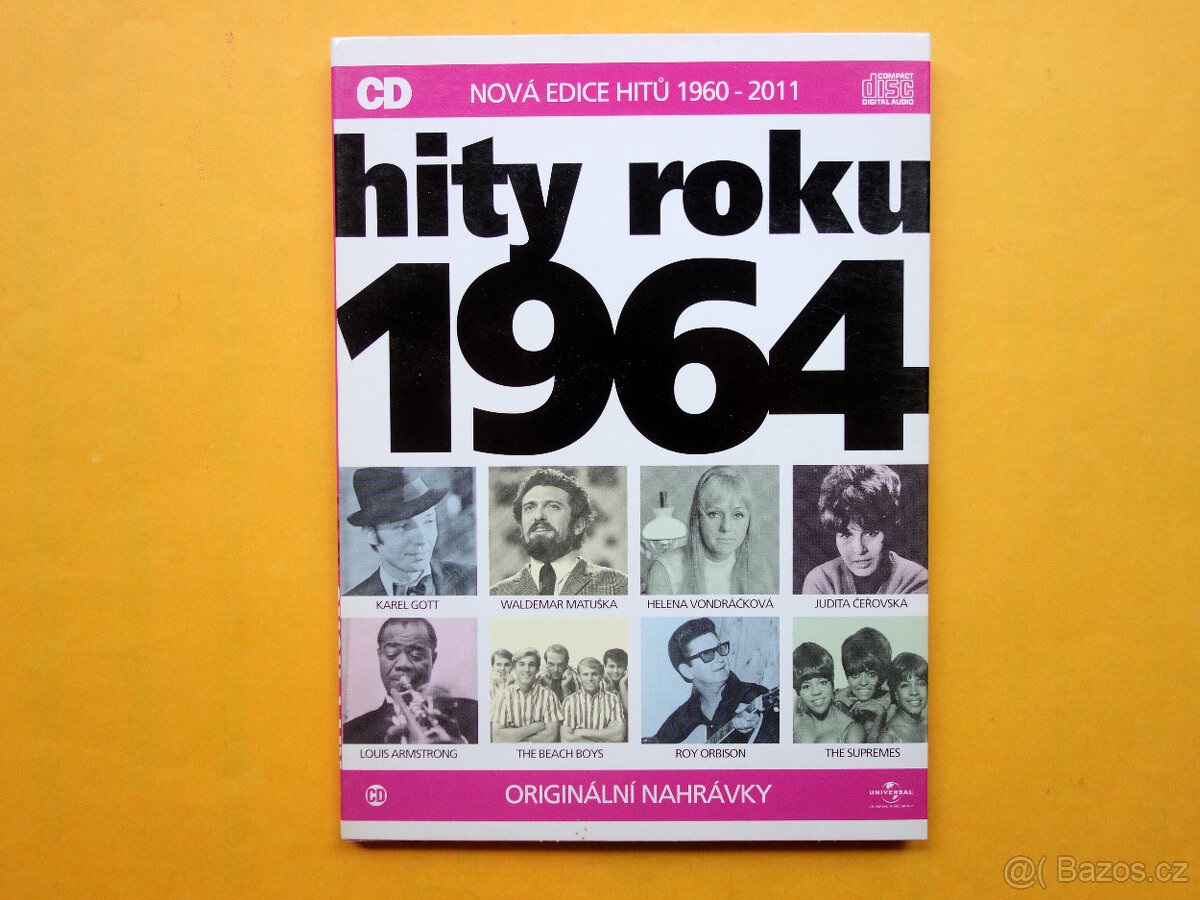 CD NOVÁ EDICE HITŮ 1960 - 2011 COMPACT disc DIGITAL AUDIO
hity roku
1964
KAREL GOTT WALDEMAR MATUŠKA HELENA VONDRÁČKOVÁ JUDITA ČEŘOVSKÁ
LOUIS ARMSTRONG THE BEACH BOYS ROY ORBISON THE SUPREMES
CD ORIGINÁLNÍ NAHRÁVKY UNIVERSAL
@( Bazos.cz